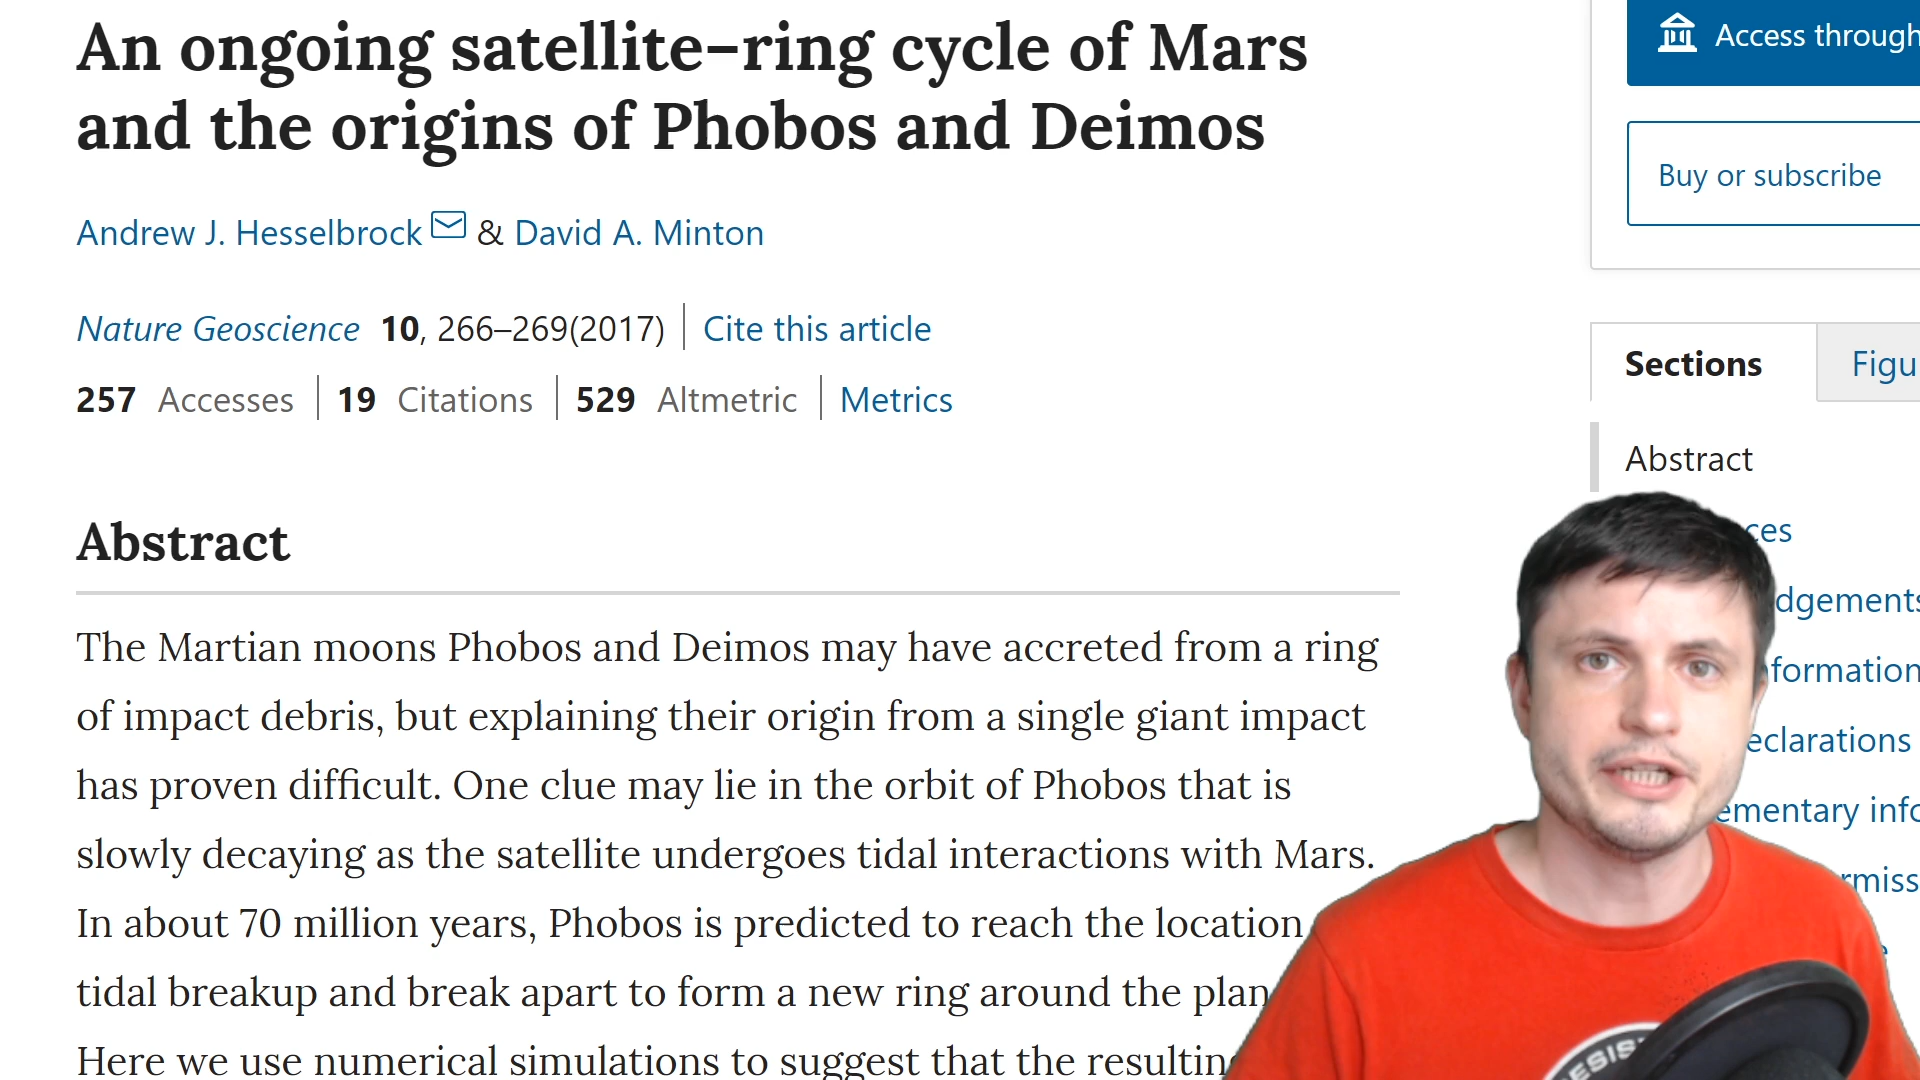 An ongoing satellite–ring cycle of Mars
and the origins of Phobos and Deimos
Andrew J. Hesselbrock & David A. Minton
Nature Geoscience 10, 266–269(2017) | Cite this article
257 Accesses | 19 Citations | 529 Altmetric | Metrics
Abstract
The Martian moons Phobos and Deimos may have accreted from a ring
of impact debris, but explaining their origin from a single giant impact
has proven difficult. One clue may lie in the orbit of Phobos that is
slowly decaying as the satellite undergoes tidal interactions with Mars.
In about 70 million years, Phobos is predicted to reach the location
tidal breakup and break apart to form a new ring around the plan
Here we use numerical simulations to suggest that the resulting
Access through
Buy or subscribe
Sections
Figu
Abstract
ces
dgements
formation
eclarations
ementary info
rmiss
ESIS